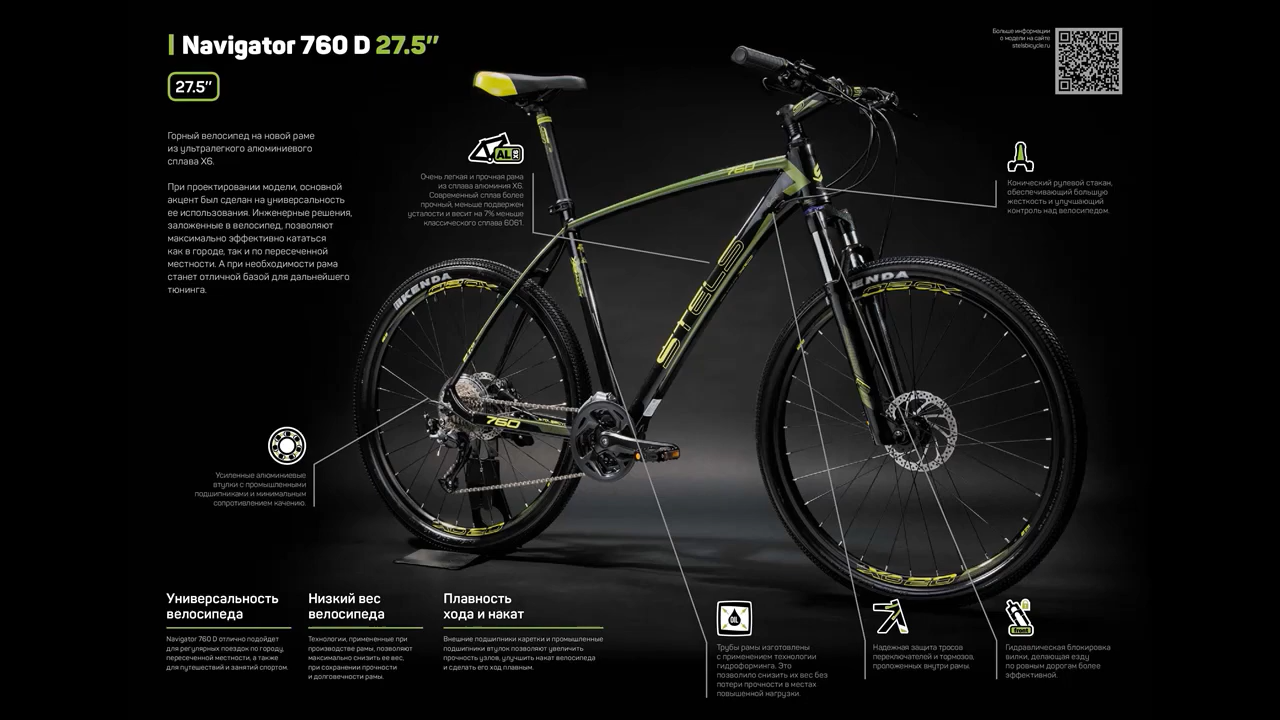 Navigator 760 D 27.5″
27.5″
Больше информации
о модели на сайте
stelsbicycle.ru
Горный велосипед на новой раме
из ультралегкого алюминиевого
сплава X6.
При проектировании модели, основной
акцент был сделан на универсальность
ее использования. Инженерные решения,
заложенные в велосипед, позволяют
максимально эффективно кататься
как в городе, так и по пересеченной
местности. А при необходимости рама
станет отличной базой для дальнейшего
тюнинга.
AL X6
Очень легкая и прочная рама
из сплава алюминия X6.
Современный сплав более
прочный, меньше подвержен
усталости и весит на 7% меньше
классического сплава 6061.
Конический рулевой стакан,
обеспечивающий большую
жесткость и улучшающий
контроль над велосипедом.
760
STELS
KENDA
KENDA
760
Усиленные алюминиевые
втулки с промышленными
подшипниками и минимальным
сопротивлением качению.
Универсальность
велосипеда
Navigator 760 D отлично подойдет
для регулярных поездок по городу,
пересеченной местности, а также
для путешествий и занятий спортом.
Низкий вес
велосипеда
Технологии, примененные при
производстве рамы, позволяют
максимально снизить ее вес,
при сохранении прочности
и долговечности рамы.
Плавность
хода и накат
Внешние подшипники каретки и промышленные
подшипники втулок позволяют увеличить
прочность узлов, улучшить накат велосипеда
и сделать его ход плавным.
OIL
Трубы рамы изготовлены
с применением технологии
гидроформинга. Это
позволило снизить их вес без
потери прочности в местах
повышенной нагрузки.
Надежная защита тросов
переключателей и тормозов,
проложенных внутри рамы.
Гидравлическая блокировка
вилки, делающая езду
по ровным дорогам более
эффективной.